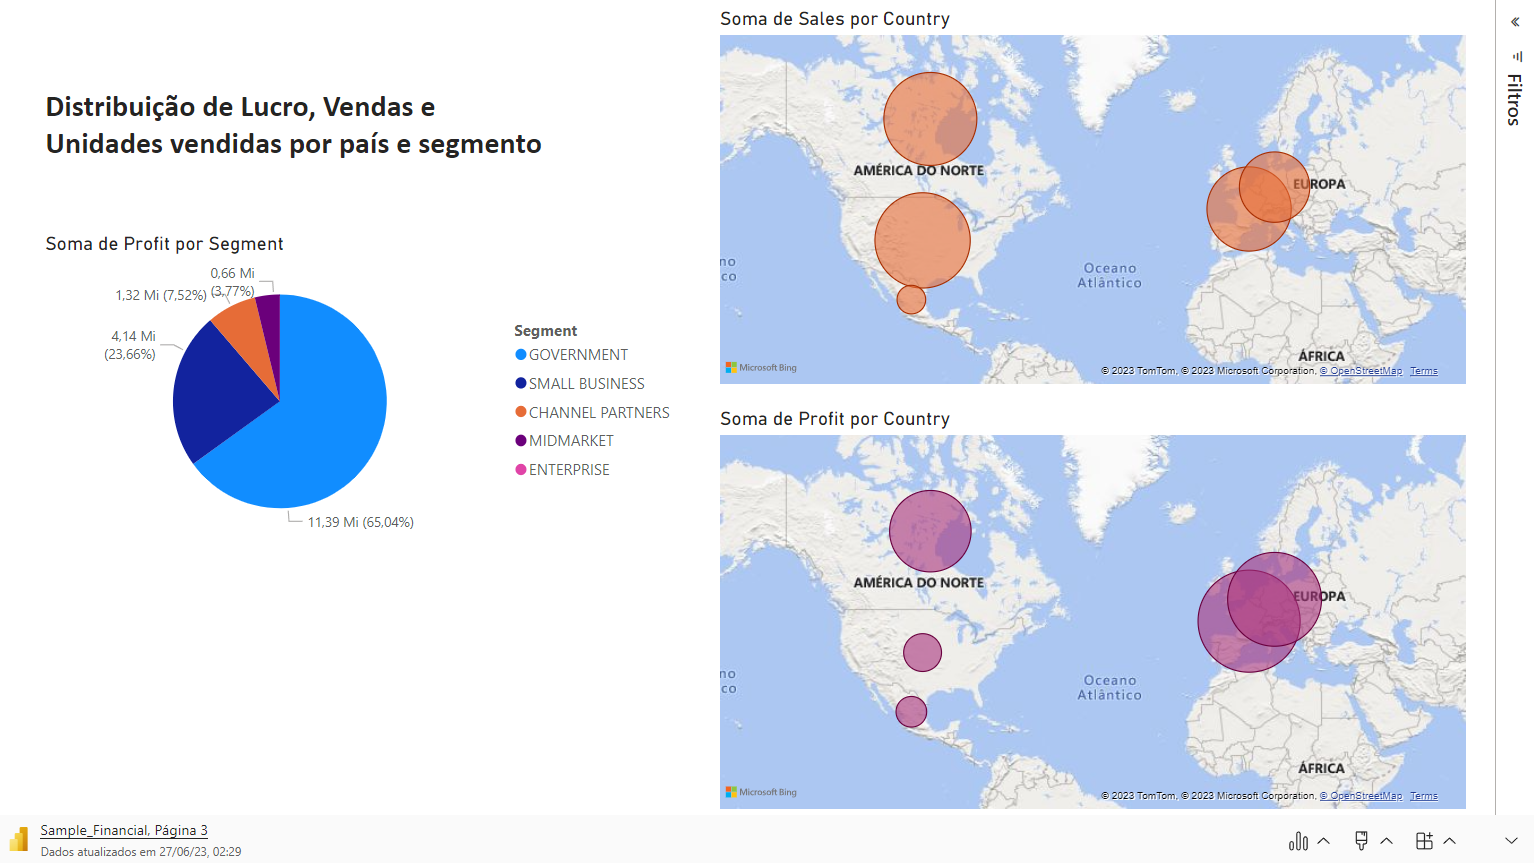 Distribuição de Lucro, Vendas e
Unidades vendidas por país e segmento
Soma de Profit por Segment
0,66 Mi
(3,77%)
1,32 Mi (7,52%)
4,14 Mi
(23,66%)
11,39 Mi (65,04%)
Segment
GOVERNMENT
SMALL BUSINESS
CHANNEL PARTNERS
MIDMARKET
ENTERPRISE
Soma de Sales por Country
AMÉRICA DO NORTE
EUROPA
no
co
Oceano
Atlântico
ÁFRICA
Microsoft Bing
© 2023 TomTom, © 2023 Microsoft Corporation, © OpenStreetMap Terms
Soma de Profit por Country
AMÉRICA DO NORTE
EUROPA
no
co
Oceano
Atlântico
ÁFRICA
Microsoft Bing
© 2023 TomTom, © 2023 Microsoft Corporation, © OpenStreetMap Terms
Filtros
Sample_Financial, Página 3
Dados atualizados em 27/06/23, 02:29